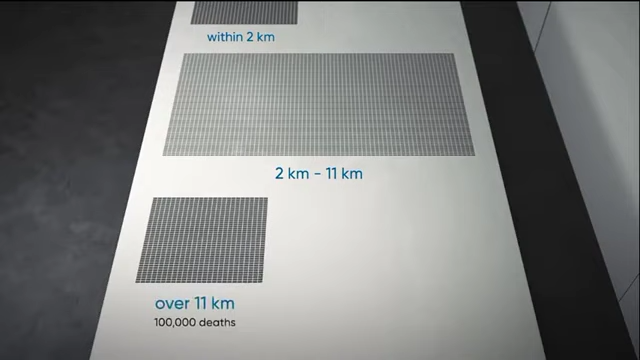 within 2 km
2 km - 11 km
over 11 km
100,000 deaths